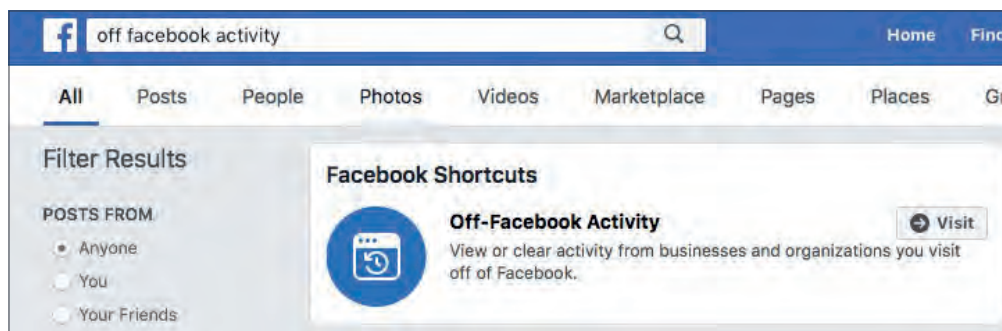 off facebook activity
Home Find
All Posts People Photos Videos Marketplace Pages Places
Filter Results
POSTS FROM
Anyone
You
Your Friends
Facebook Shortcuts
Off-Facebook Activity
Visit
View or clear activity from businesses and organizations you visit
off of Facebook.